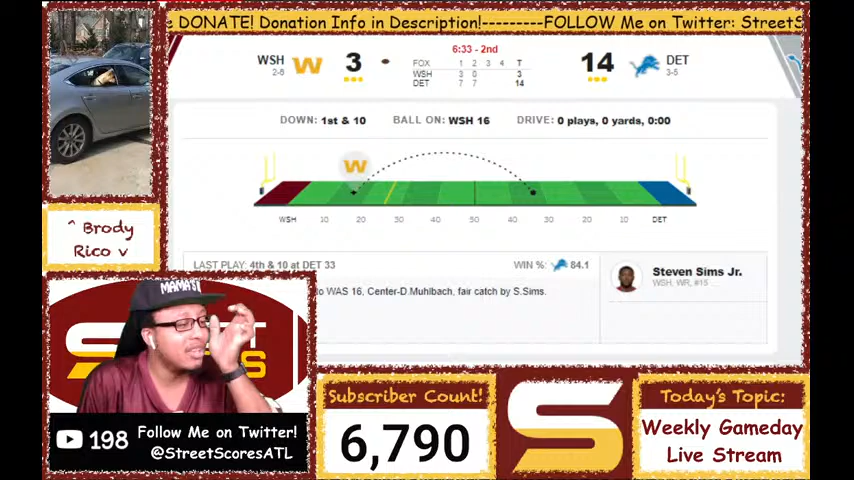 e DONATE! Donation Info in Description!---------FOLLOW Me on Twitter: StreetS
WSH
2-6
W
3
6:33 - 2nd
FOX 1 2 3 4 T
WSH 3 0 3
DET 7 7 14
14
DET
3-5
DOWN: 1st & 10 BALL ON: WSH 16 DRIVE: 0 plays, 0 yards, 0:00
W
WSH 10 20 30 40 50 40 30 20 10 DET
LAST PLAY: 4th & 10 at DET 33 WIN %: 84.1
o WAS 16, Center-D.Muhlbach, fair catch by S.Sims.
Steven Sims Jr.
WSH, WR, #15
^ Brody
Rico v
MAMA'S
198
Follow Me on Twitter!
@StreetScoresATL
Subscriber Count!
6,790
S
Today's Topic:
Weekly Gameday
Live Stream